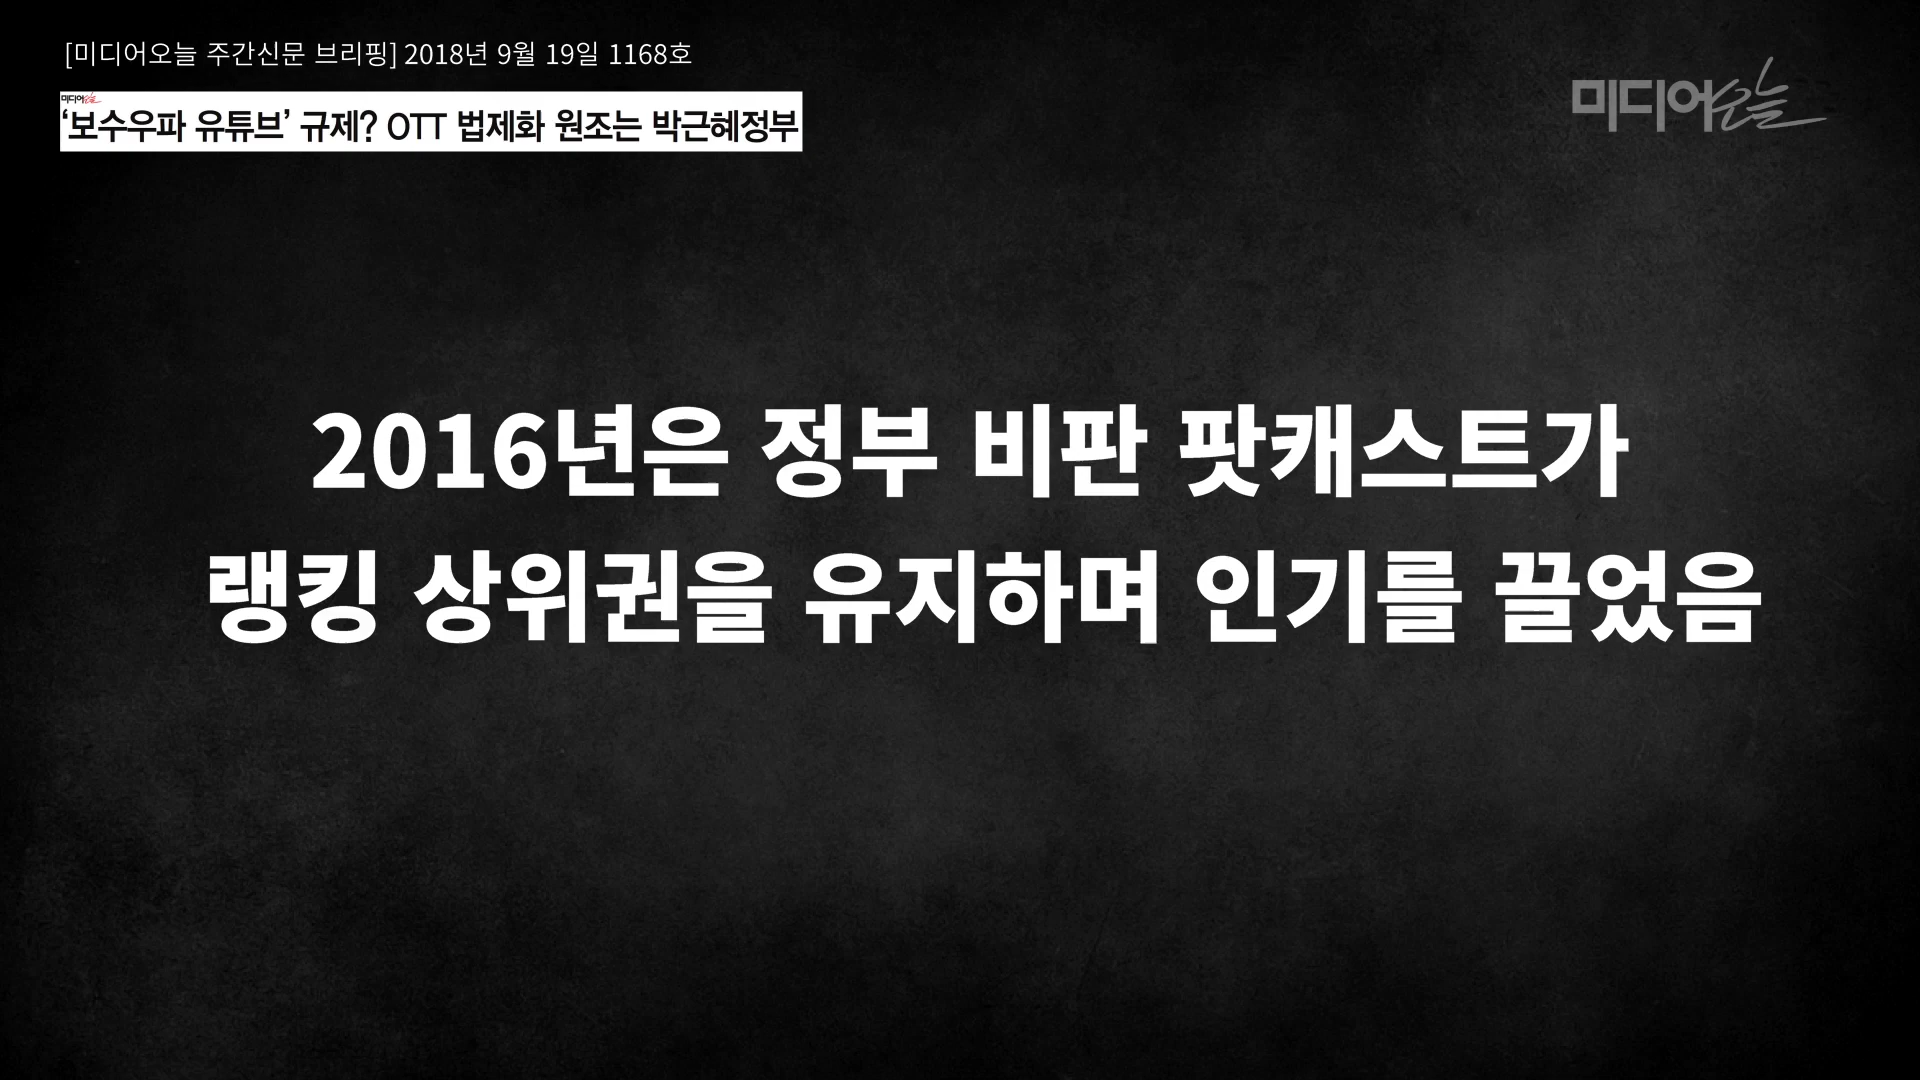 [미디어오늘 주간신문 브리핑] 2018년 9월 19일 1168호
미디어오늘
미디어오늘
‘보수우파 유튜브’ 규제? OTT 법제화 원조는 박근혜정부
2016년은 정부 비판 팟캐스트가
랭킹 상위권을 유지하며 인기를 끌었음